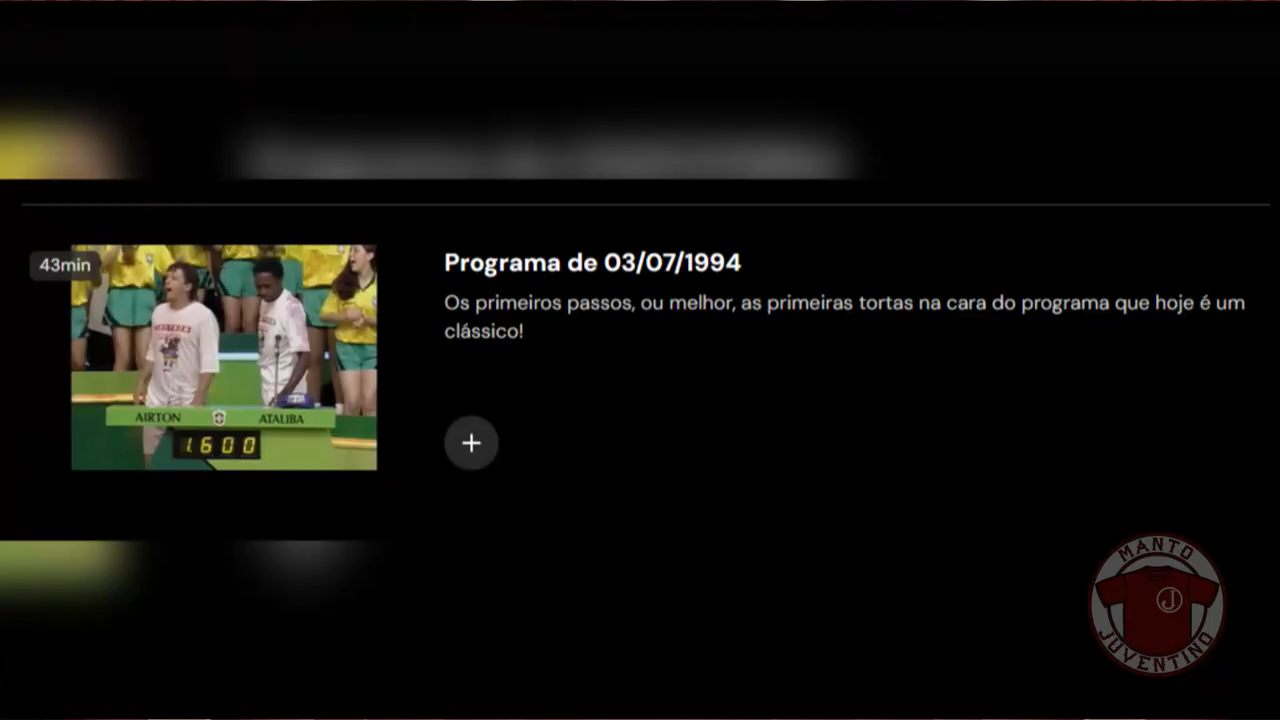 43min
Programa de 03/07/1994
Os primeiros passos, ou melhor, as primeiras tortas na cara do programa que hoje é um
clássico!
AIRTON
ATALIBA
1600
MANTO
J
JUVENTINO